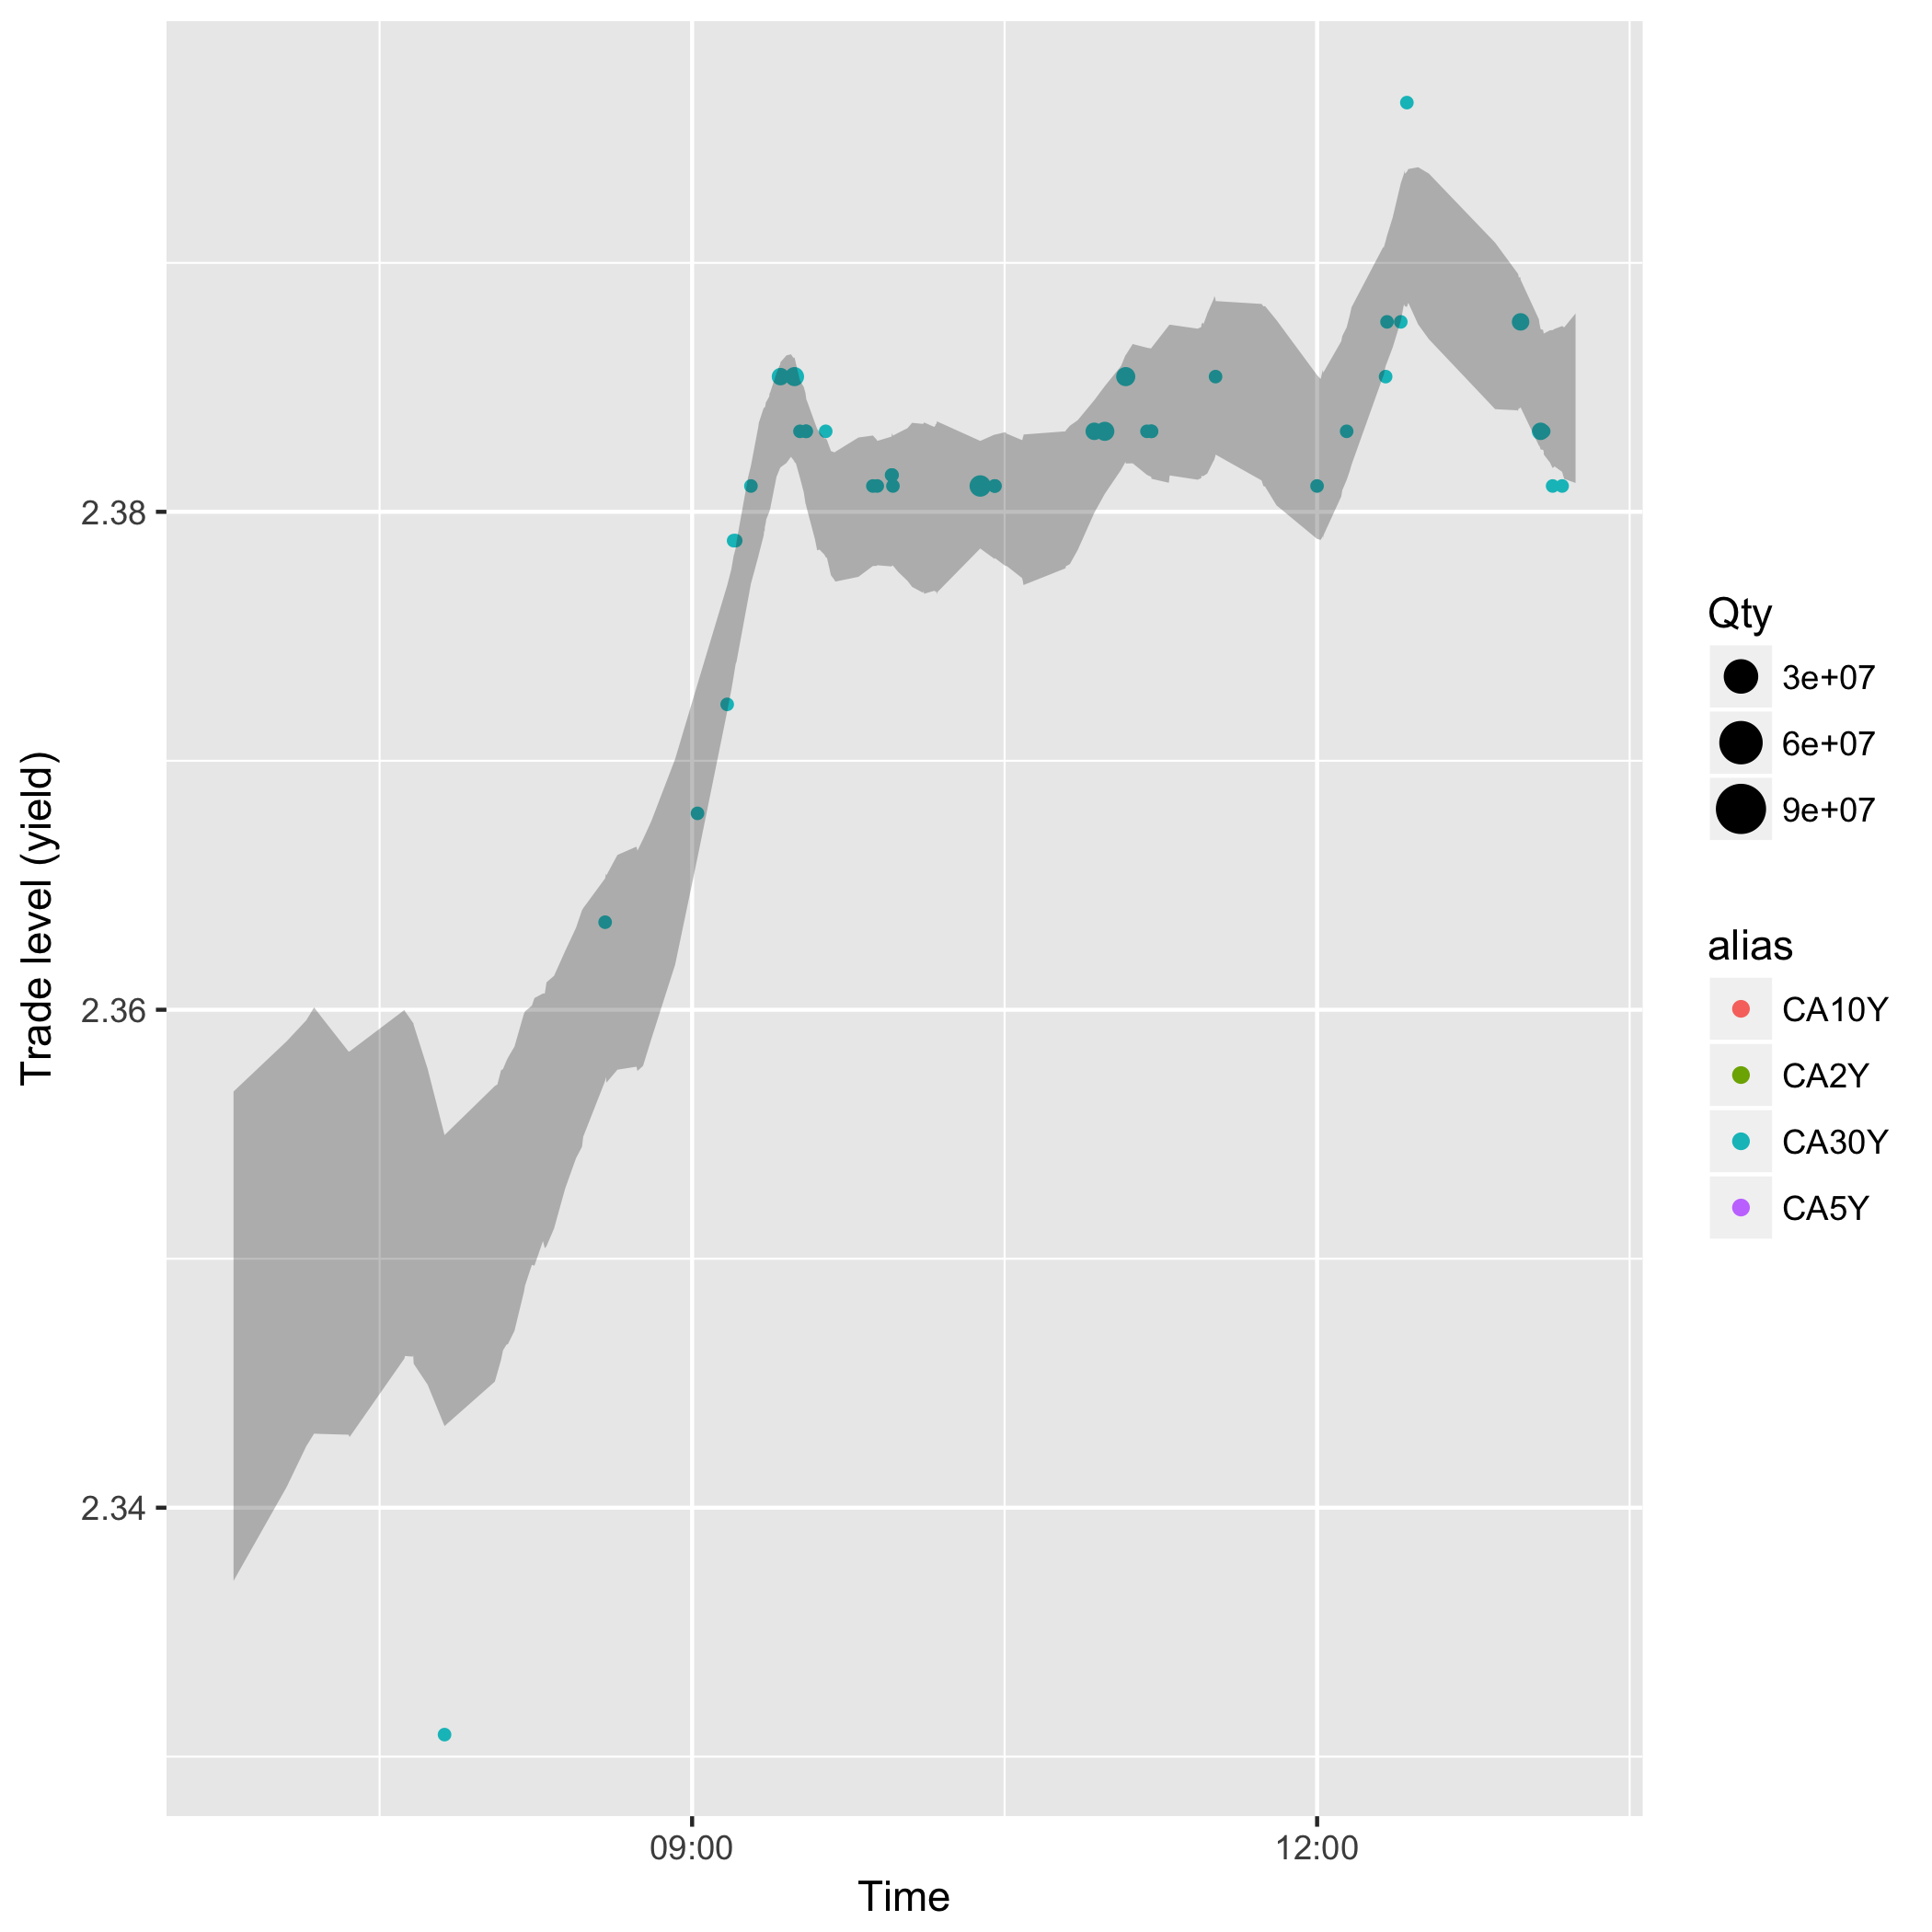 Trade level (yield)
2.38
2.36
2.34
09:00
12:00
Time
Qty
3e+07
6e+07
9e+07
alias
CA10Y
CA2Y
CA30Y
CA5Y